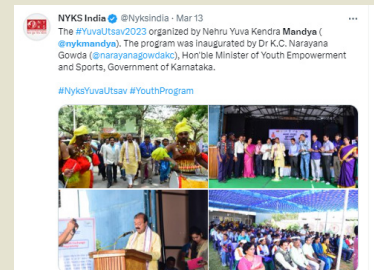 NYKS India @Nyksindia · Mar 13
The #YuvaUtsav2023 organized by Nehru Yuva Kendra Mandya (
@nykmandya). The program was inaugurated by Dr K.C. Narayana
Gowda (@narayanagowdakc), Hon'ble Minister of Youth Empowerment
and Sports, Government of Karnataka.
#NyksYuvaUtsav #YouthProgram